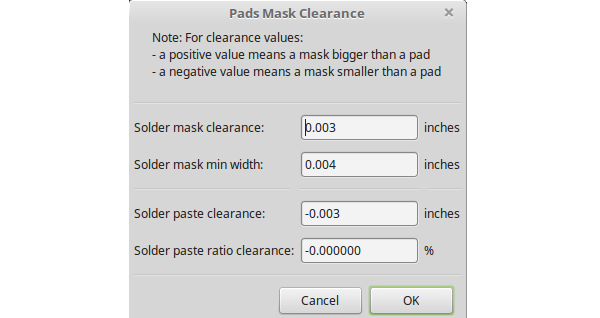 Pads Mask Clearance
Note: For clearance values:
- a positive value means a mask bigger than a pad
- a negative value means a mask smaller than a pad
Solder mask clearance: 0.003 inches
Solder mask min width: 0.004 inches
Solder paste clearance: -0.003 inches
Solder paste ratio clearance: -0.000000 %
Cancel OK